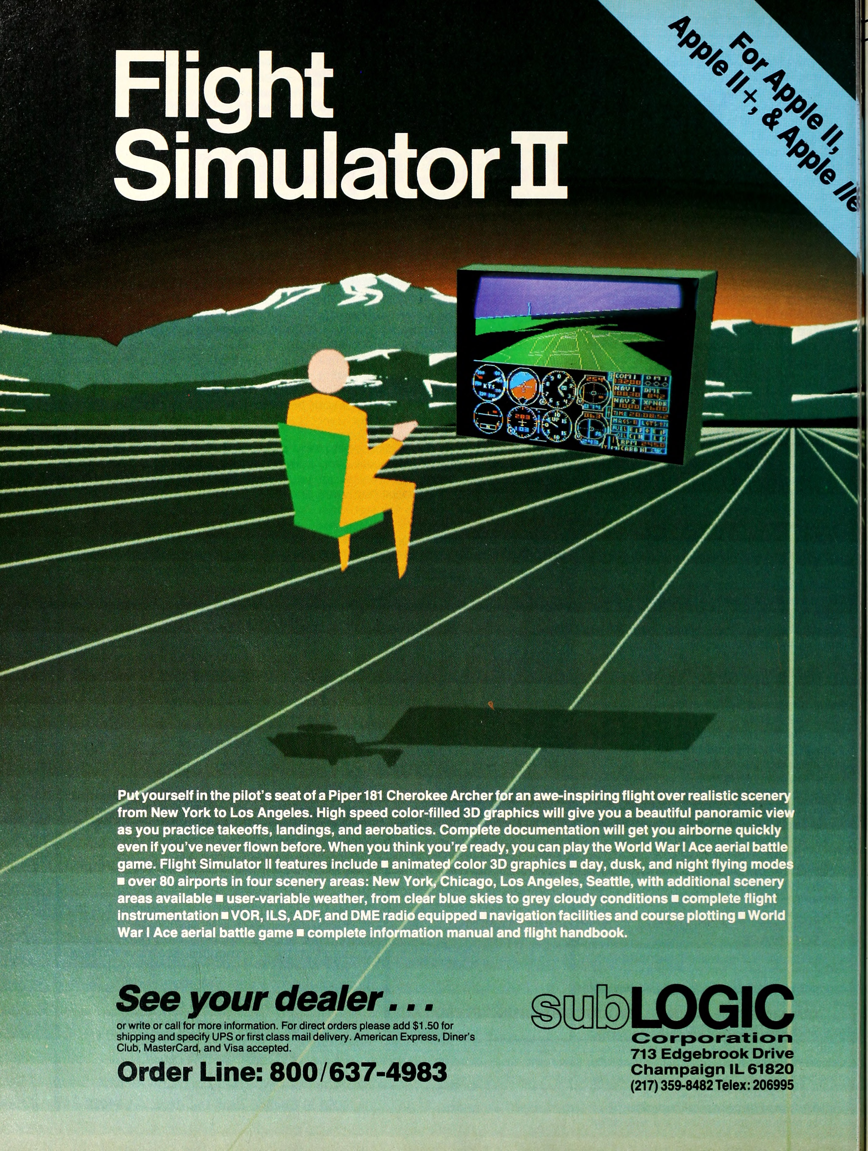 Flight
Simulator II
For Apple II,
Apple II+, & Apple IIe
Put yourself in the pilot's seat of a Piper 181 Cherokee Archer for an awe-inspiring flight over realistic scenery
from New York to Los Angeles. High speed color-filled 3D graphics will give you a beautiful panoramic view
as you practice takeoffs, landings, and aerobatics. Complete documentation will get you airborne quickly
even if you've never flown before. When you think you're ready, you can play the World War I Ace aerial battle
game. Flight Simulator II features include ■ animated color 3D graphics ■ day, dusk, and night flying modes
■ over 80 airports in four scenery areas: New York, Chicago, Los Angeles, Seattle, with additional scenery
areas available ■ user-variable weather, from clear blue skies to grey cloudy conditions ■ complete flight
instrumentation ■ VOR, ILS, ADF, and DME radio equipped ■ navigation facilities and course plotting ■ World
War I Ace aerial battle game ■ complete information manual and flight handbook.
See your dealer . . .
or write or call for more information. For direct orders please add $1.50 for
shipping and specify UPS or first class mail delivery. American Express, Diner's
Club, MasterCard, and Visa accepted.
Order Line: 800/637-4983
subLOGIC
Corporation
713 Edgebrook Drive
Champaign IL 61820
(217) 359-8482 Telex: 206995